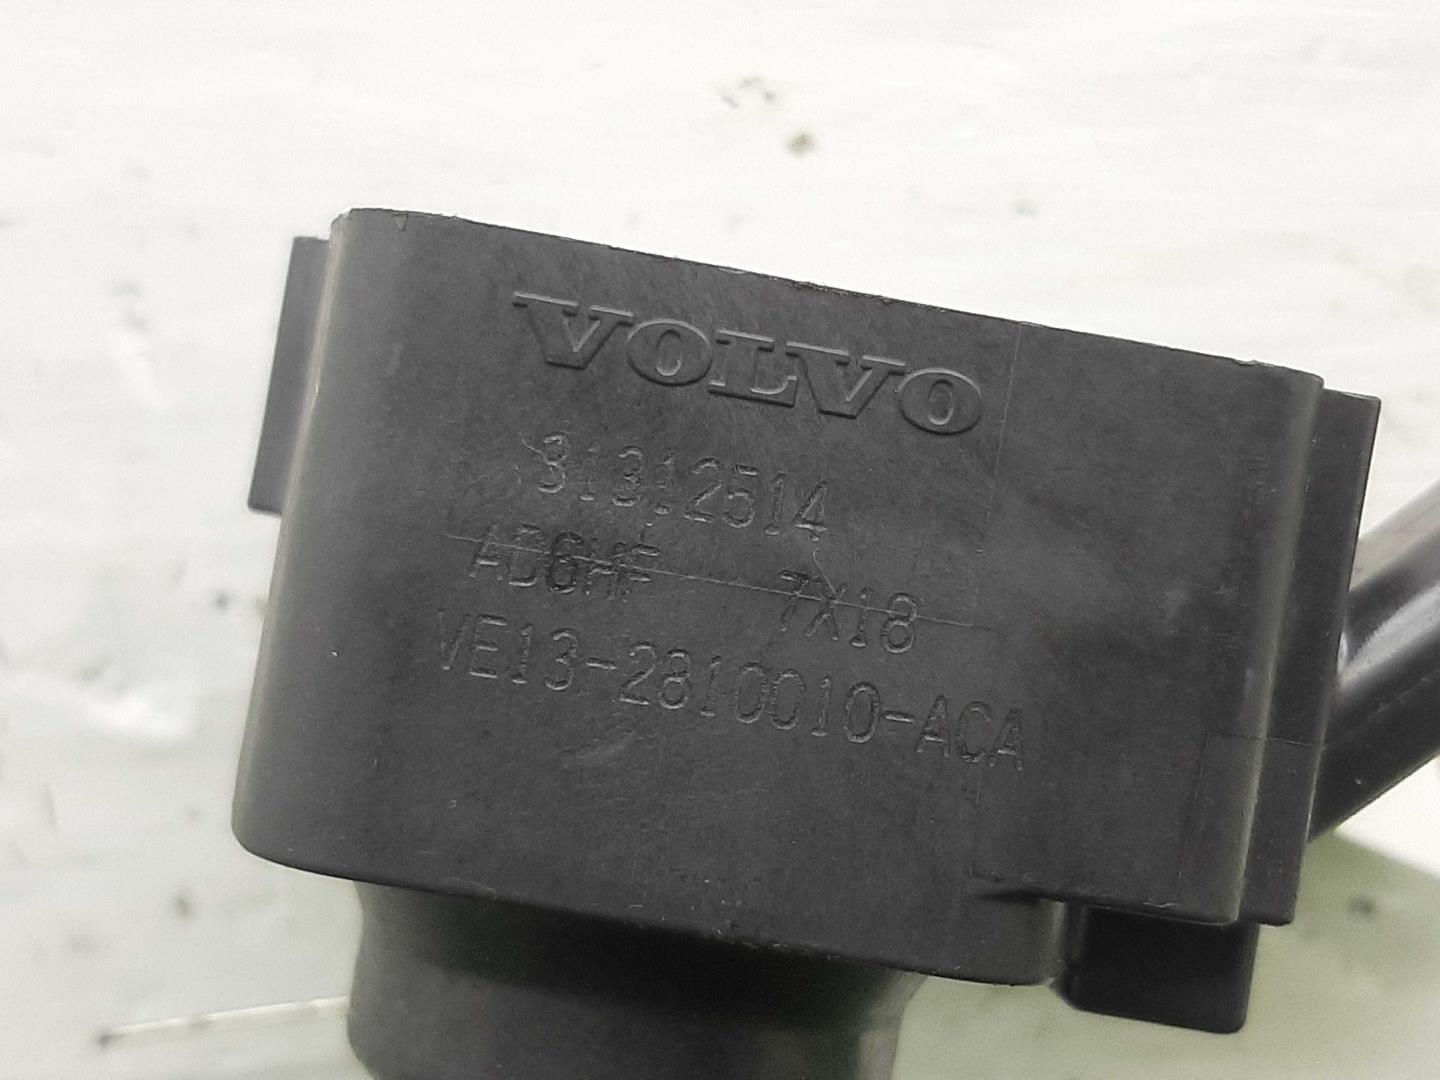 VOLVO
31312514
AD6HF 7X18
VE13-2810010-ACA